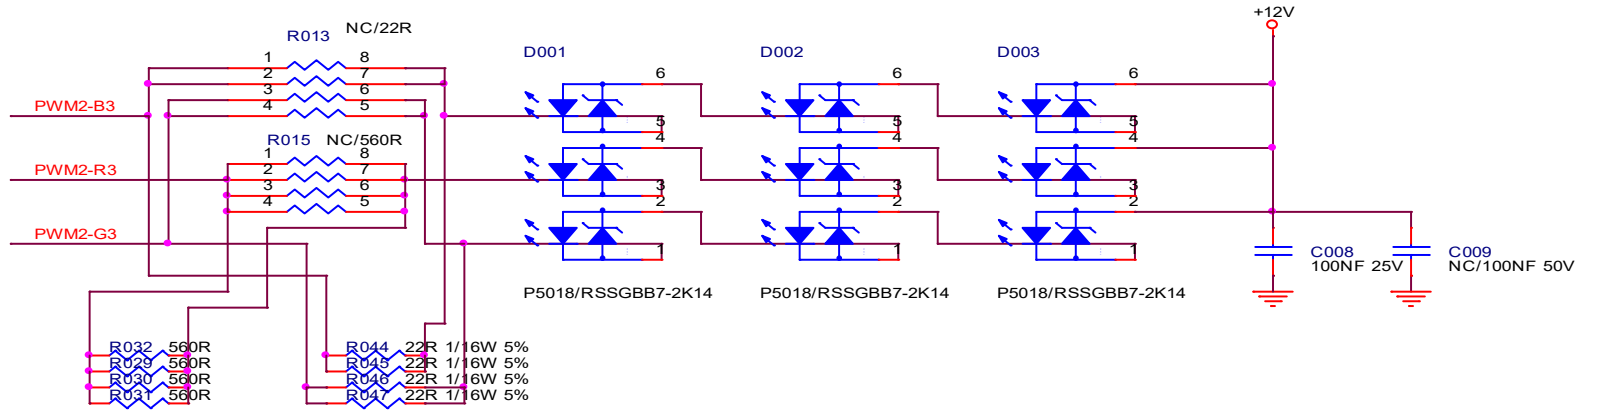 +12V
R013 NC/22R
D001 D002 D003
1 8
2 7
3 6
4 5
6 6 6
PWM2-B3
5 5 5
4 4 4
R015 NC/560R
1 8
2 7
3 6
4 5
PWM2-R3
3 3 3
2 2 2
PWM2-G3
1 1 1
C008
100NF 25V
C009
NC/100NF 50V
P5018/RSSGBB7-2K14 P5018/RSSGBB7-2K14 P5018/RSSGBB7-2K14
R032 560R R044 22R 1/16W 5%
R029 560R R045 22R 1/16W 5%
R030 560R R046 22R 1/16W 5%
R031 560R R047 22R 1/16W 5%